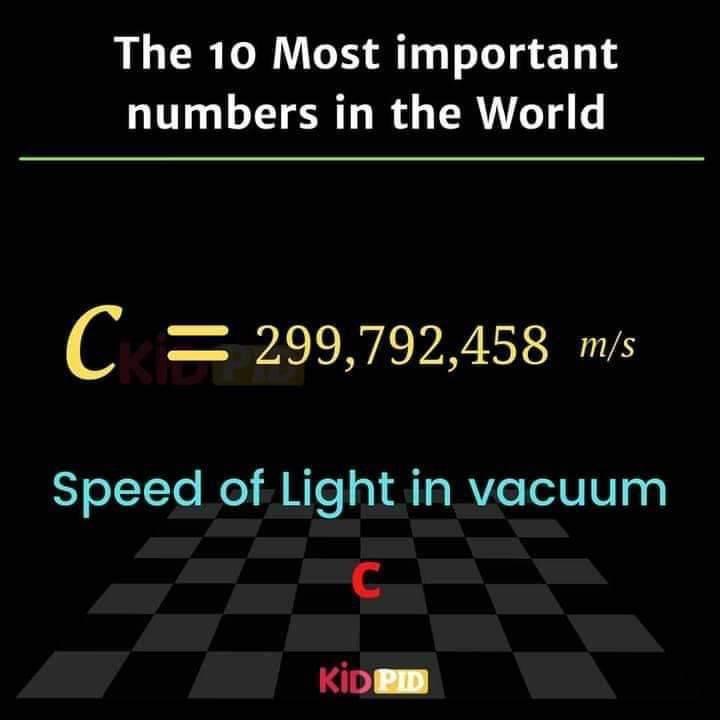 The 10 Most important
numbers in the World
C = 299,792,458 m/s
KiDPID
Speed of Light in vacuum
C
KiDPID